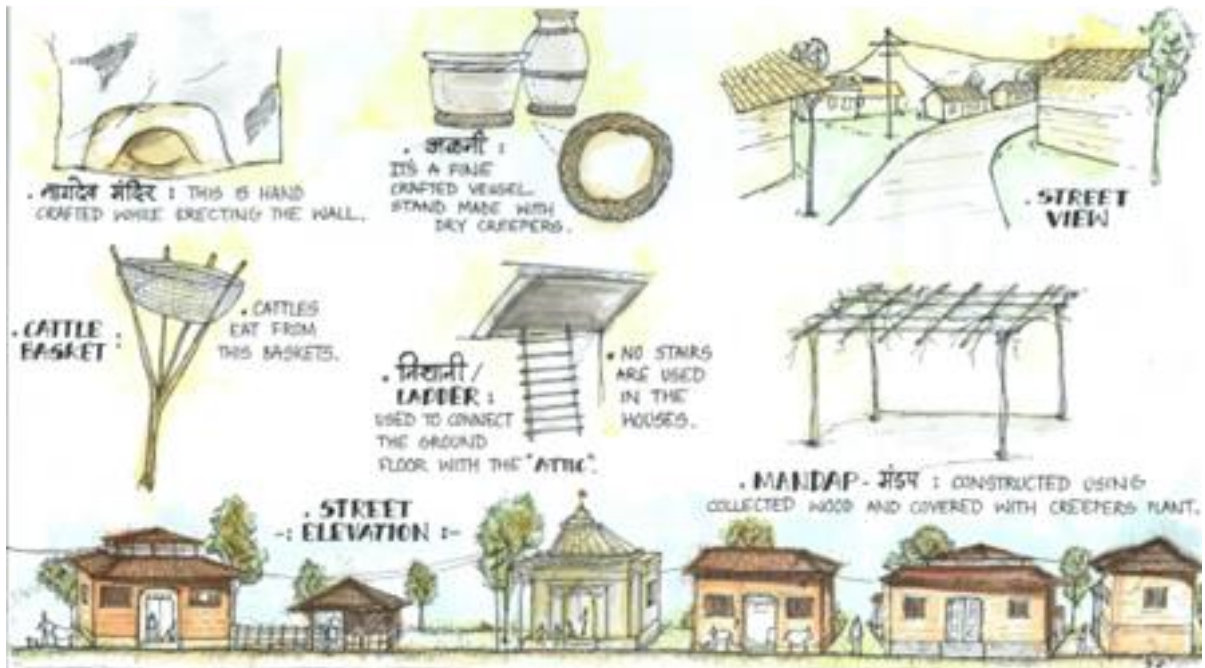 . नागदेव मंदिर : THIS IS HAND
CRAFTED WHILE ERECTING THE WALL.
. अळनी :
IT'S A FINE
CRAFTED VESSEL.
STAND MADE WITH
DRY CREEPERS.
. STREET
VIEW
. CATTLE
BASKET :
. CATTLES
EAT FROM
THIS BASKETS.
. निशानी /
LADDER :
USED TO CONNECT
THE GROUND
FLOOR WITH THE "ATTIC".
. NO STAIRS
ARE USED
IN THE
HOUSES.
. MANDAP - मंडप : CONSTRUCTED USING
COLLECTED WOOD AND COVERED WITH CREEPERS PLANT.
. STREET
-: ELEVATION :-